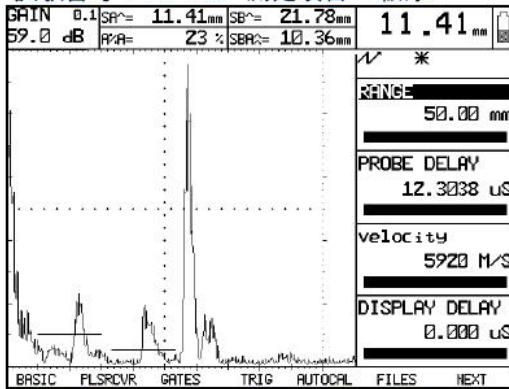 GAIN 0.1
59.0 dB
SA^= 11.41mm
A%A= 23 %
SB^= 21.78mm
SBA^= 10.36mm
11.41mm
RANGE
50.00 mm
PROBE DELAY
12.3038 uS
velocity
5920 M/S
DISPLAY DELAY
0.000 uS
BASIC PLSRCVR GATES TRIG AUTOCAL FILES NEXT